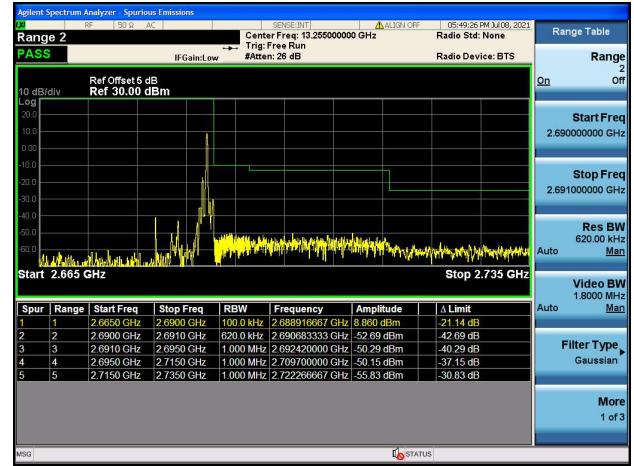 Agilent Spectrum Analyzer - Spurious Emissions
RF 50 Ω AC SENSE:INT ALIGN OFF 05:49:26 PM Jul 08, 2021
Range 2
PASS
IFGain:Low
Center Freq: 13.255000000 GHz
Trig: Free Run
#Atten: 26 dB
Radio Std: None
Radio Device: BTS
Ref Offset 5 dB
10 dB/div Ref 30.00 dBm
Log
20.0
10.0
0.00
-10.0
-20.0
-30.0
-40.0
-50.0
-60.0
Start 2.665 GHz Stop 2.735 GHz
Spur Range Start Freq Stop Freq RBW Frequency Amplitude Δ Limit
1 1 2.6650 GHz 2.6900 GHz 100.0 kHz 2.688916667 GHz 8.860 dBm -21.14 dB
2 2 2.6900 GHz 2.6910 GHz 620.0 kHz 2.690683333 GHz -52.69 dBm -42.69 dB
3 3 2.6910 GHz 2.6950 GHz 1.000 MHz 2.692420000 GHz -50.29 dBm -40.29 dB
4 4 2.6950 GHz 2.7150 GHz 1.000 MHz 2.709700000 GHz -50.15 dBm -37.15 dB
5 5 2.7150 GHz 2.7350 GHz 1.000 MHz 2.722266667 GHz -55.83 dBm -30.83 dB
MSG STATUS
Range Table
Range
2
On Off
Start Freq
2.690000000 GHz
Stop Freq
2.691000000 GHz
Res BW
620.00 kHz
Auto Man
Video BW
1.8000 MHz
Auto Man
Filter Type
Gaussian
More
1 of 3